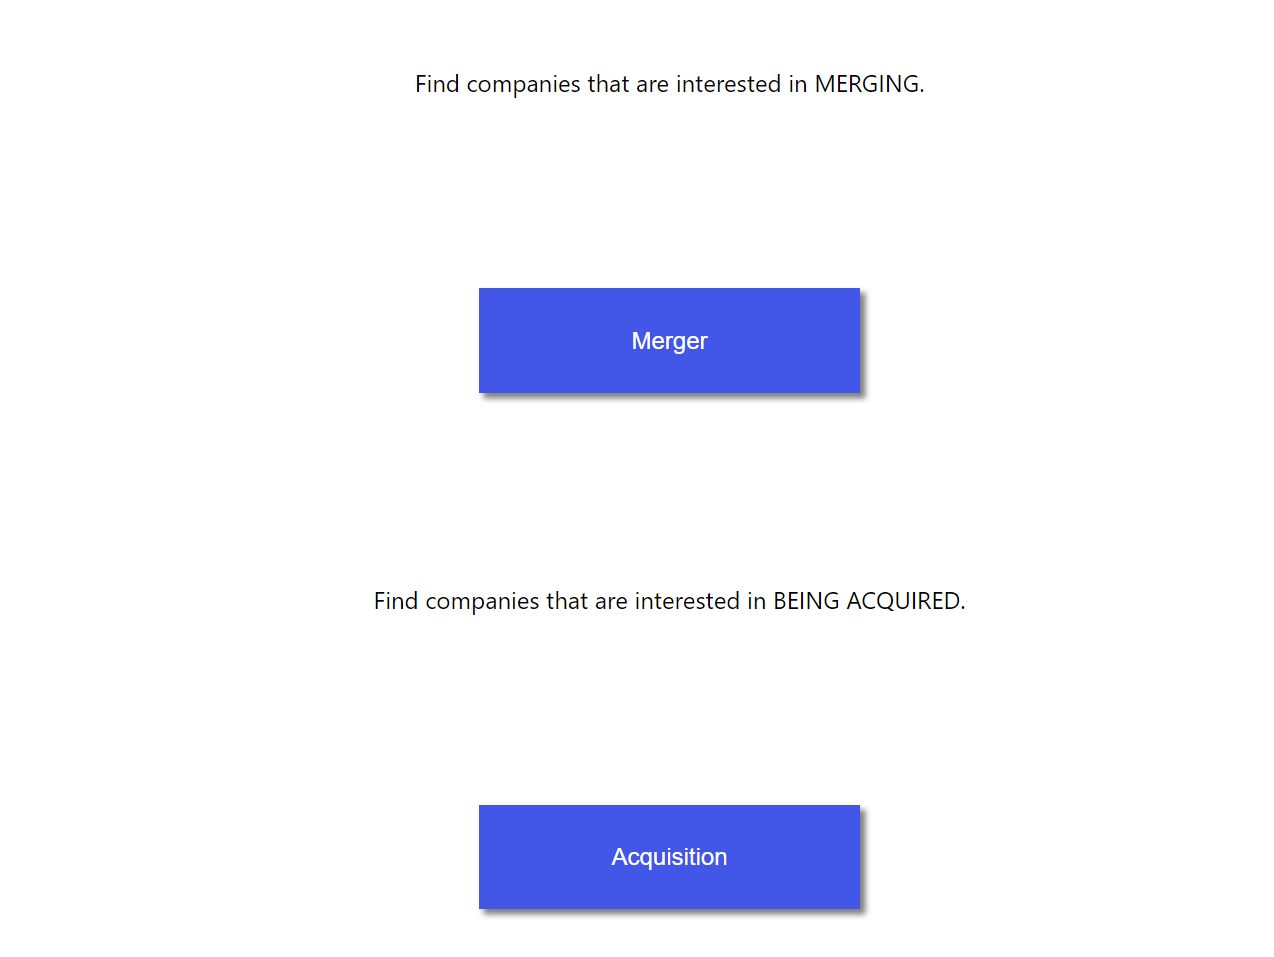 Find companies that are interested in MERGING.
Merger
Find companies that are interested in BEING ACQUIRED.
Acquisition